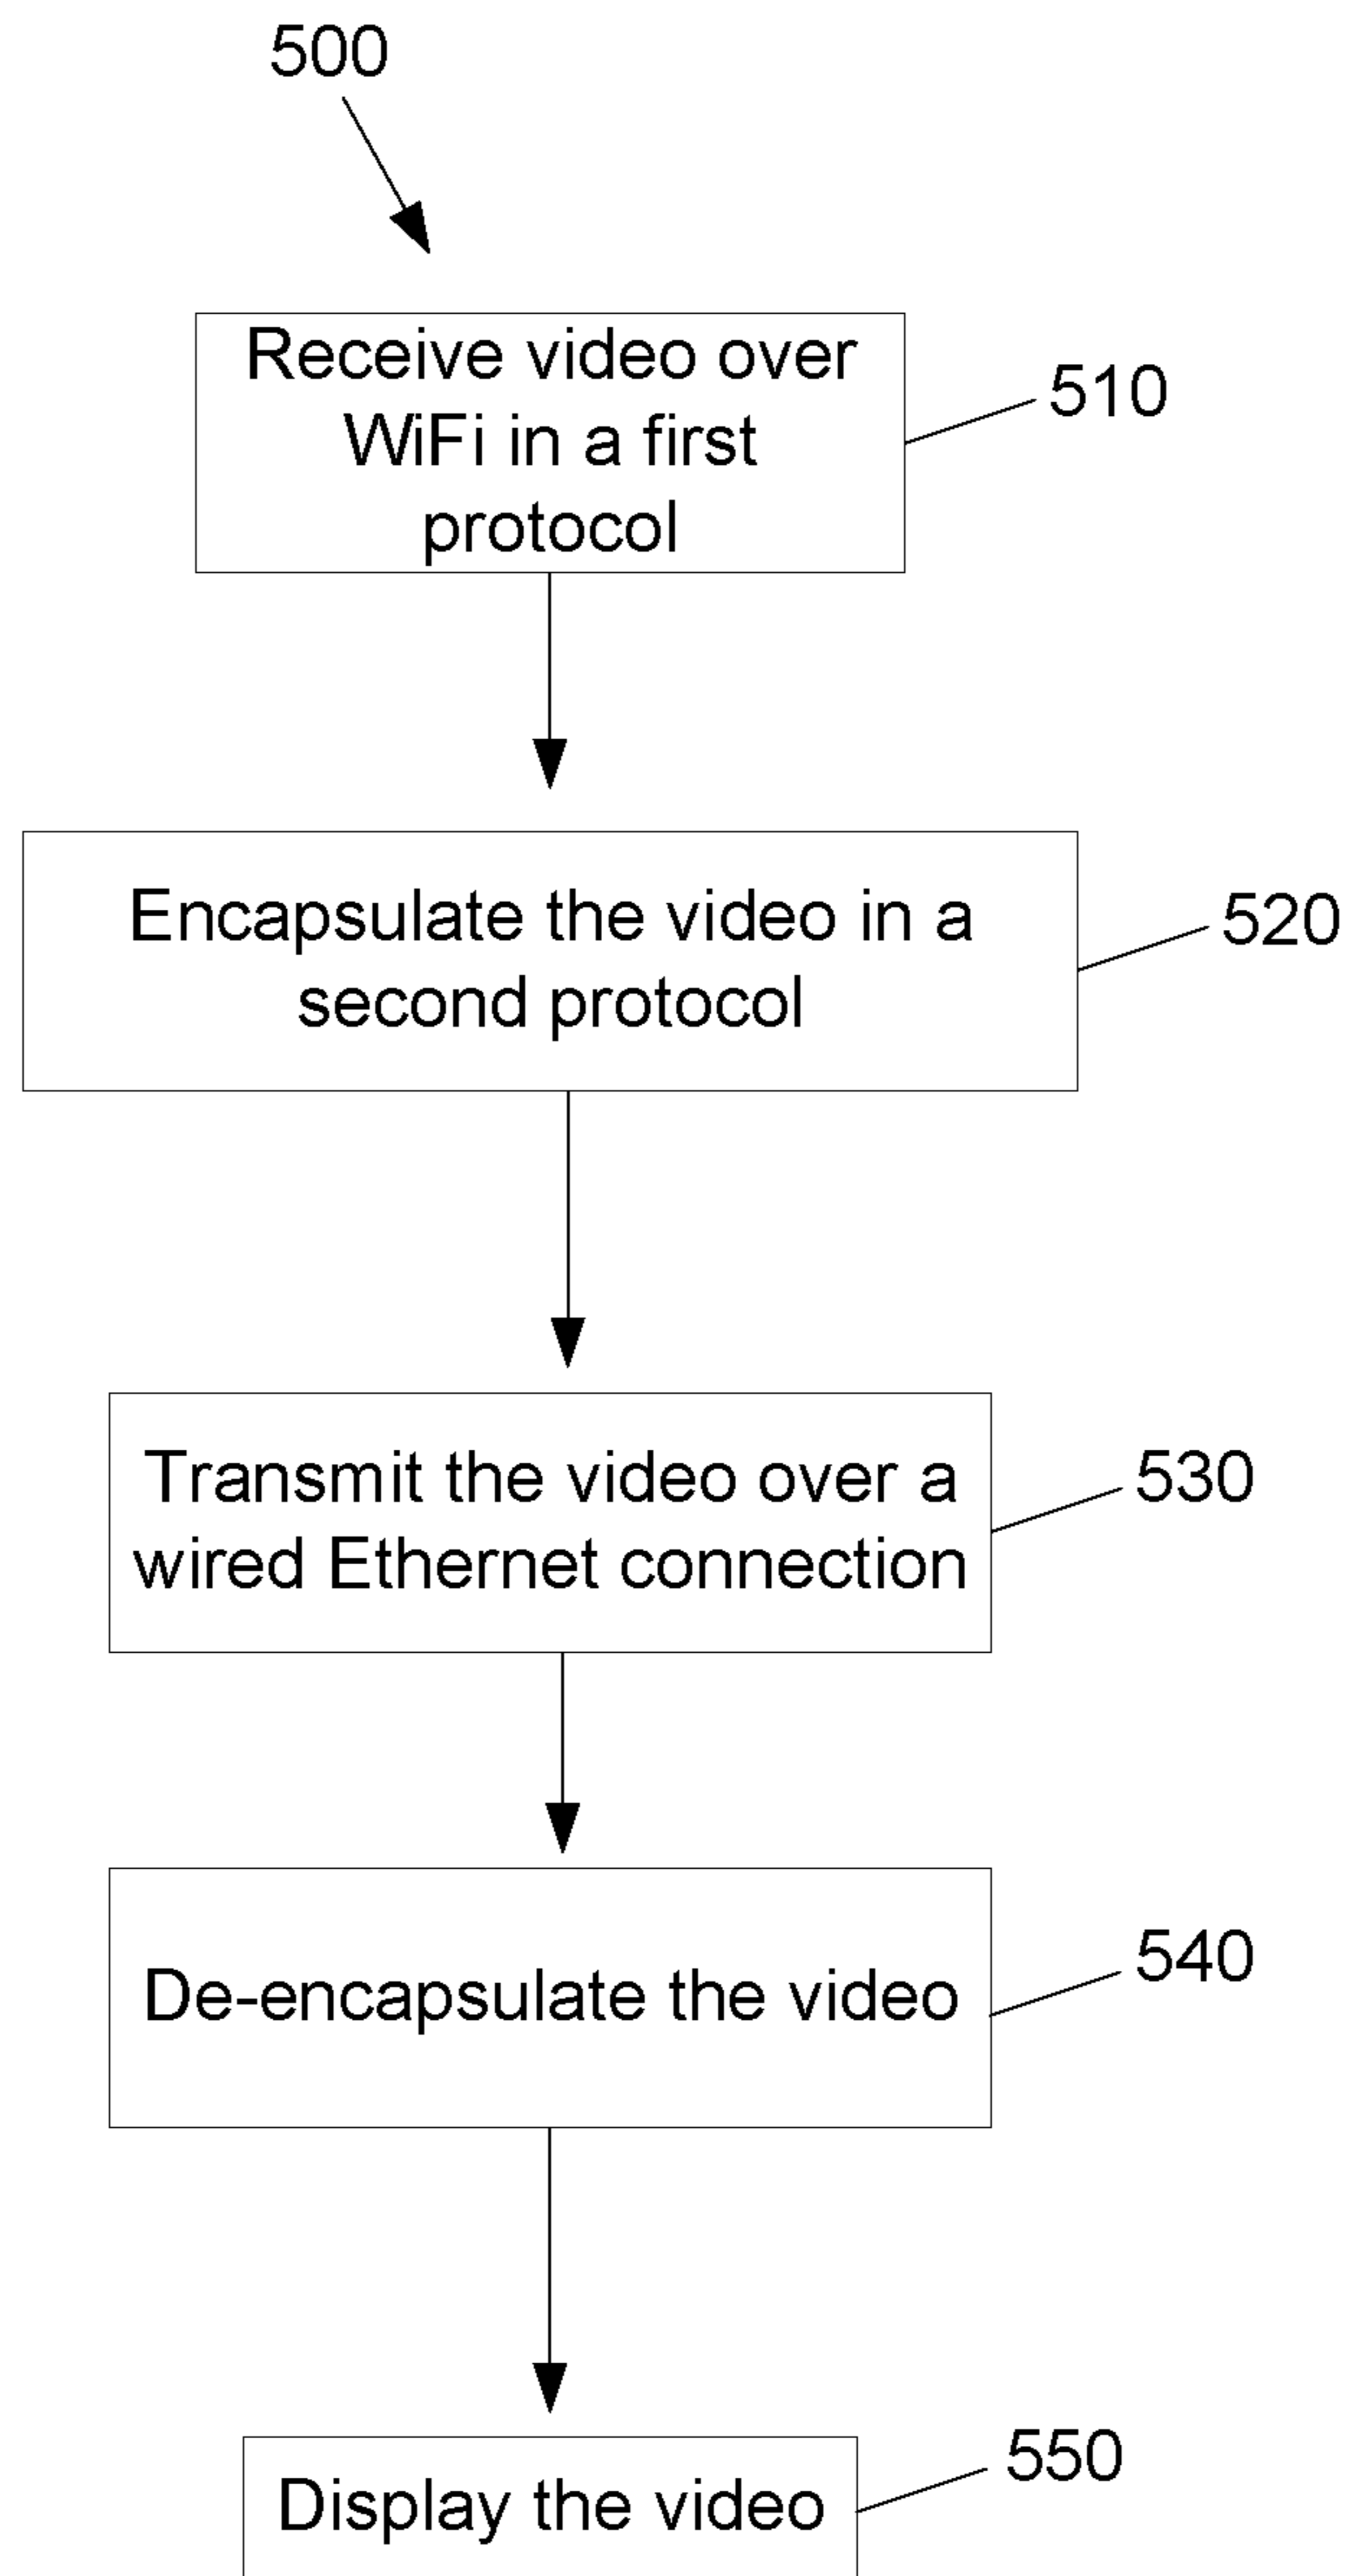 500
Receive video over
WiFi in a first
protocol
510
Encapsulate the video in a
second protocol
520
Transmit the video over a
wired Ethernet connection
530
De-encapsulate the video
540
Display the video
550